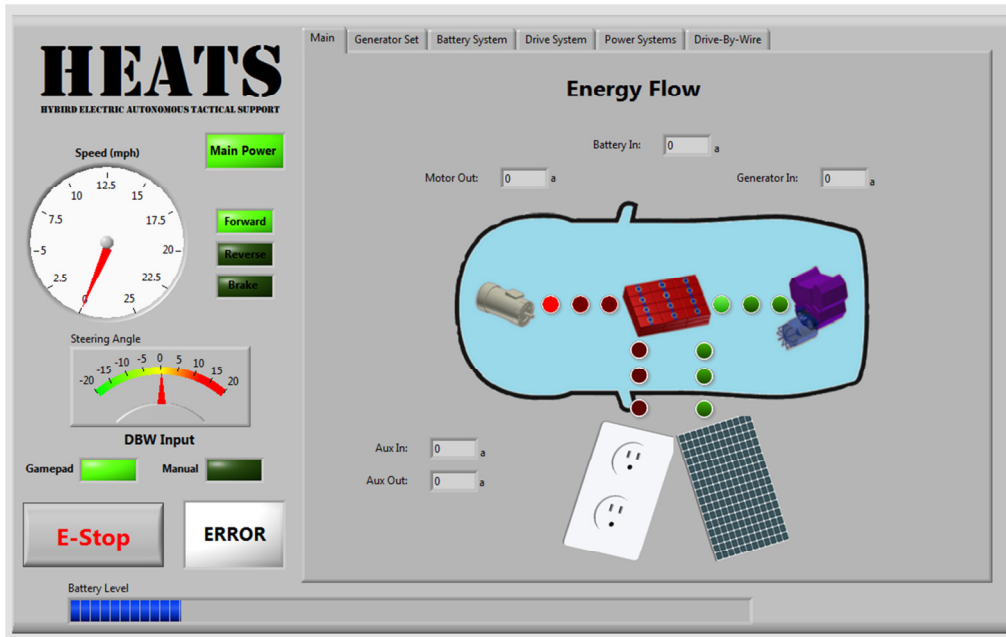 HEATS
HYBIRD ELECTRIC AUTONOMOUS TACTICAL SUPPORT
Speed (mph)
Main Power
0
2.5
5
7.5
10
12.5
15
17.5
20
22.5
25
Forward
Reverse
Brake
Steering Angle
-20
-15
-10
-5
0
5
10
15
20
DBW Input
Gamepad
Manual
E-Stop
ERROR
Battery Level
Main
Generator Set
Battery System
Drive System
Power Systems
Drive-By-Wire
Energy Flow
Battery In: 0 a
Motor Out: 0 a
Generator In: 0 a
Aux In: 0 a
Aux Out: 0 a